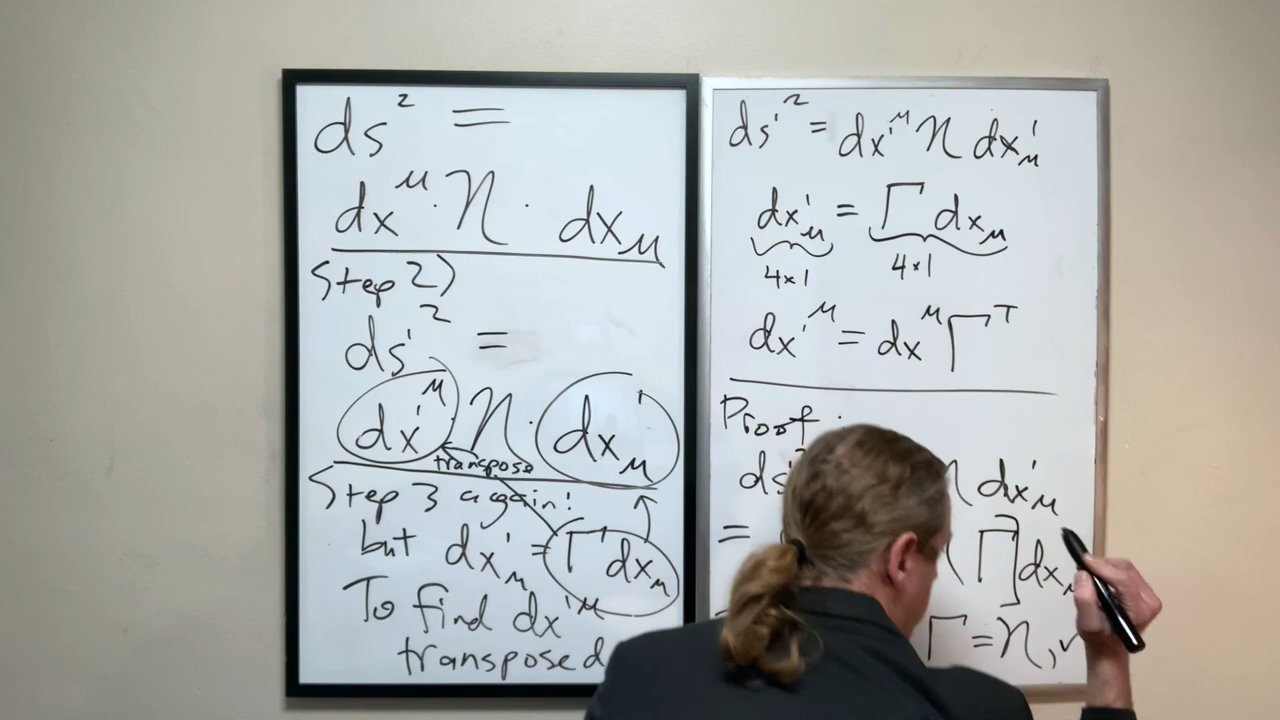 ds² =
dx^μ · η · dx_μ
Step 2)
ds'² =
dx'^μ η · dx'_μ
transpose
Step 3 again!
but dx'_μ = Γ dx_μ
To find dx'^μ
transpose d
ds'² = dx'^μ η dx'_μ
dx'_μ = Γ dx_μ
4×1 4×1
dx'^μ = dx^μ Γ^T
Proof:
ds' η dx'_μ
= Γ] dx_μ
Γ = η, ✓